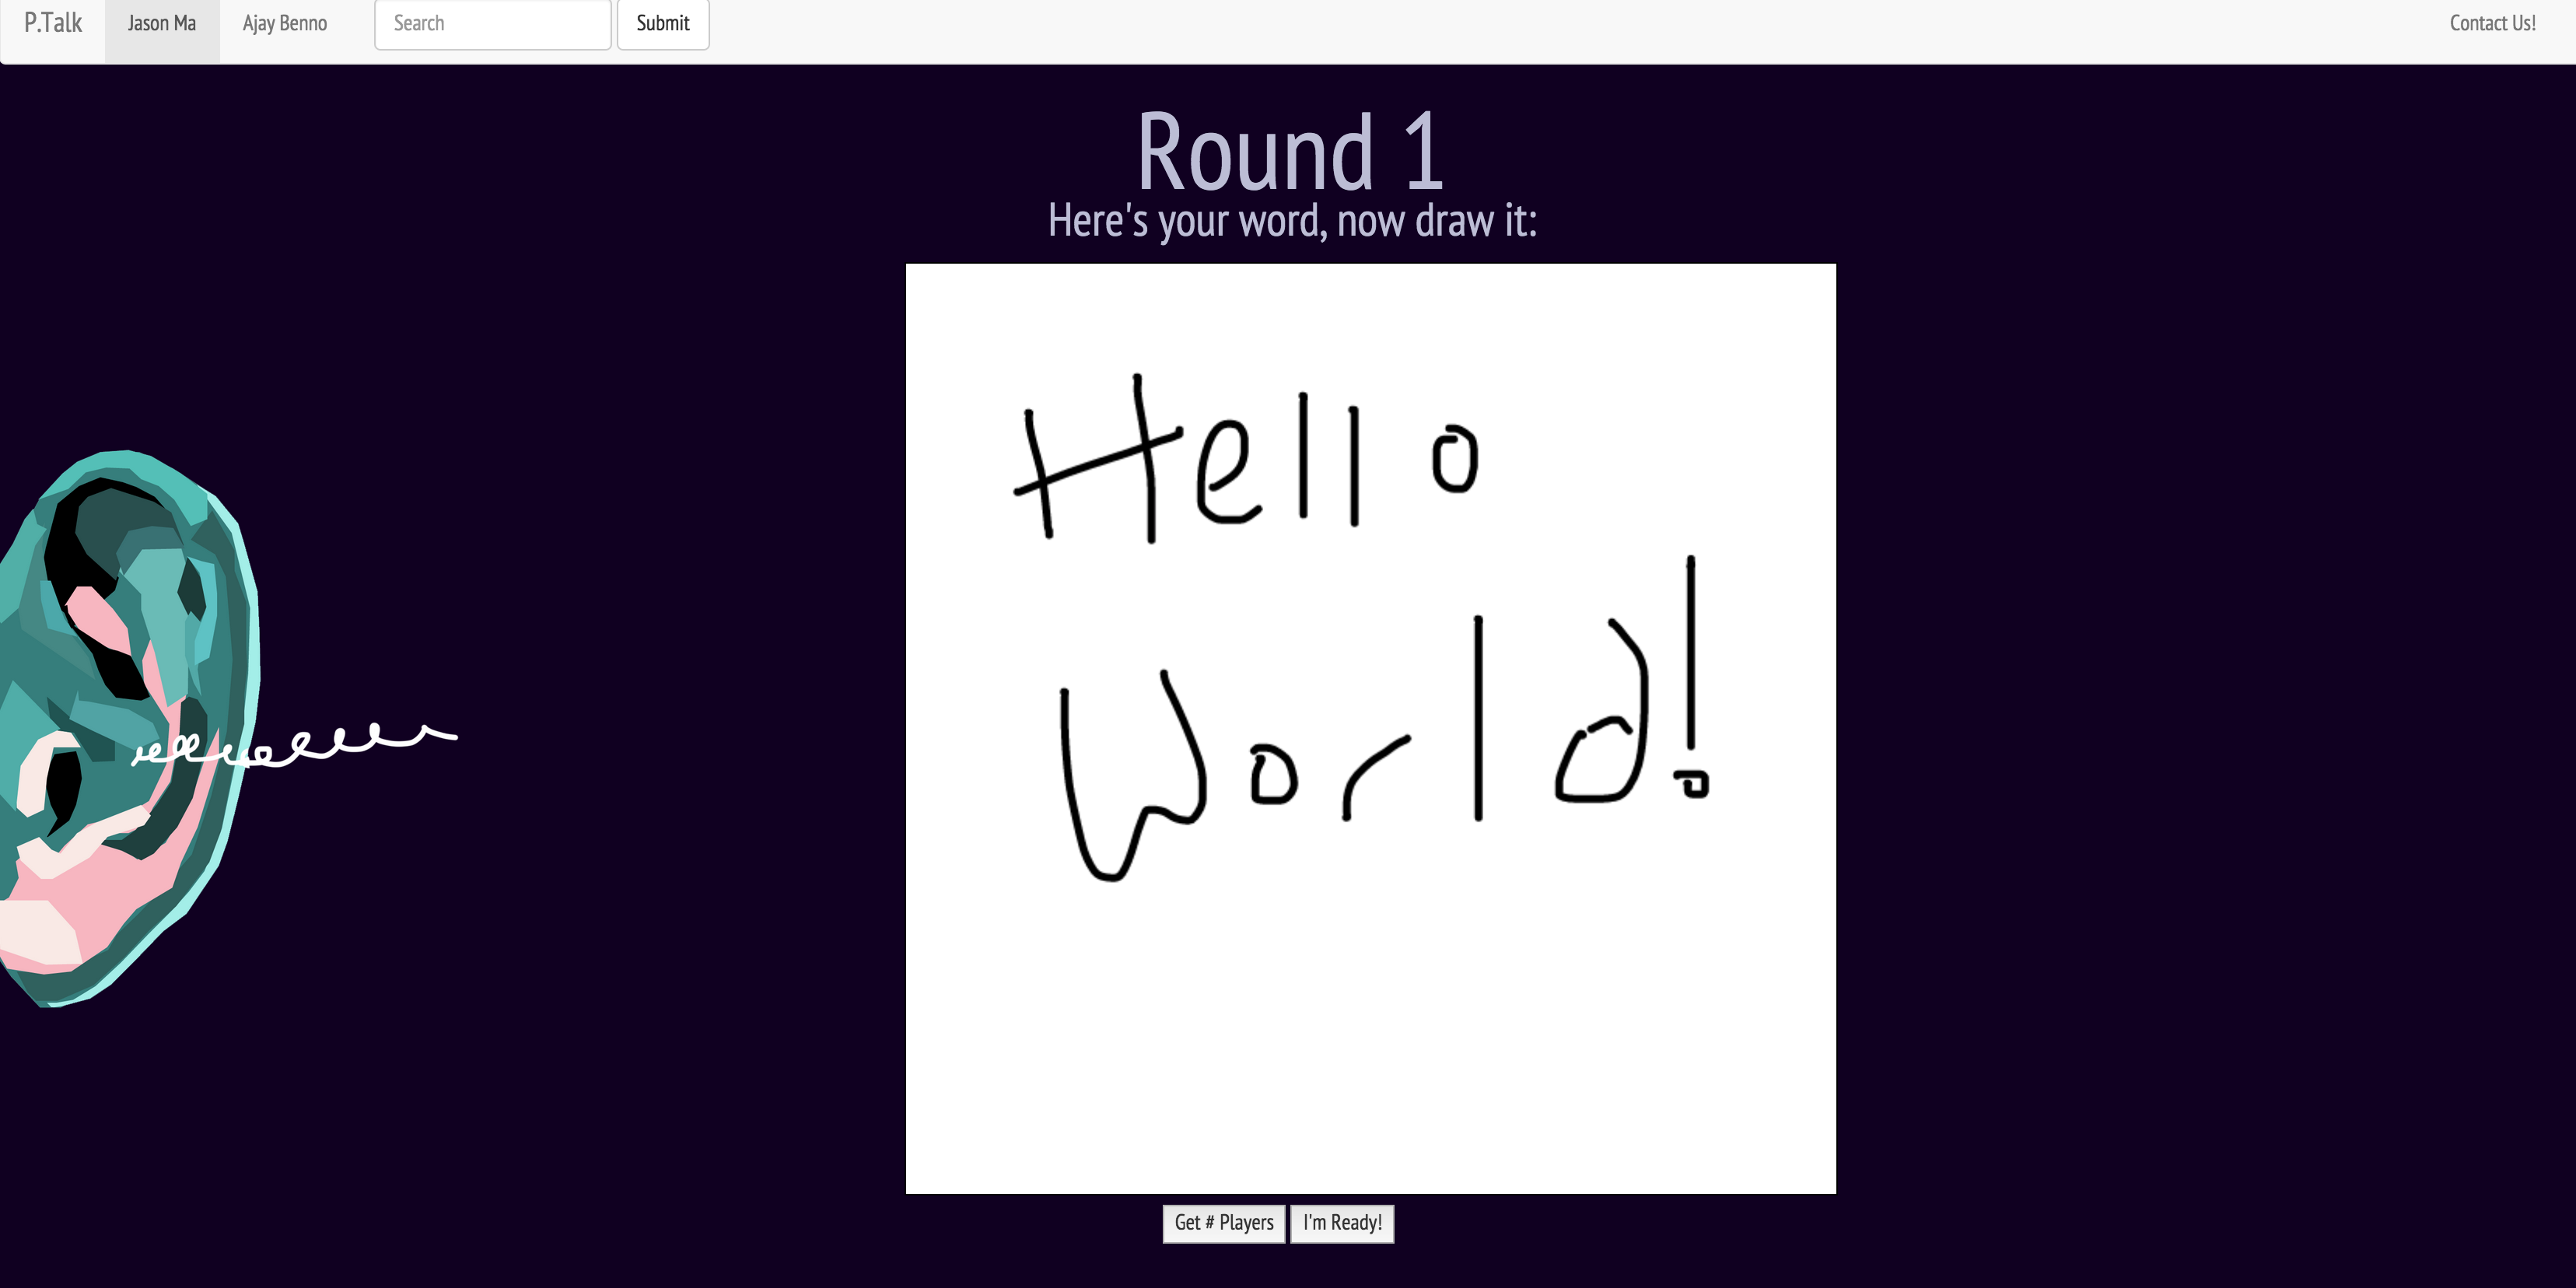 P.Talk Jason Ma Ajay Benno Search Submit Contact Us!
Round 1
Here's your word, now draw it:
Hello
World!
Get # Players I'm Ready!